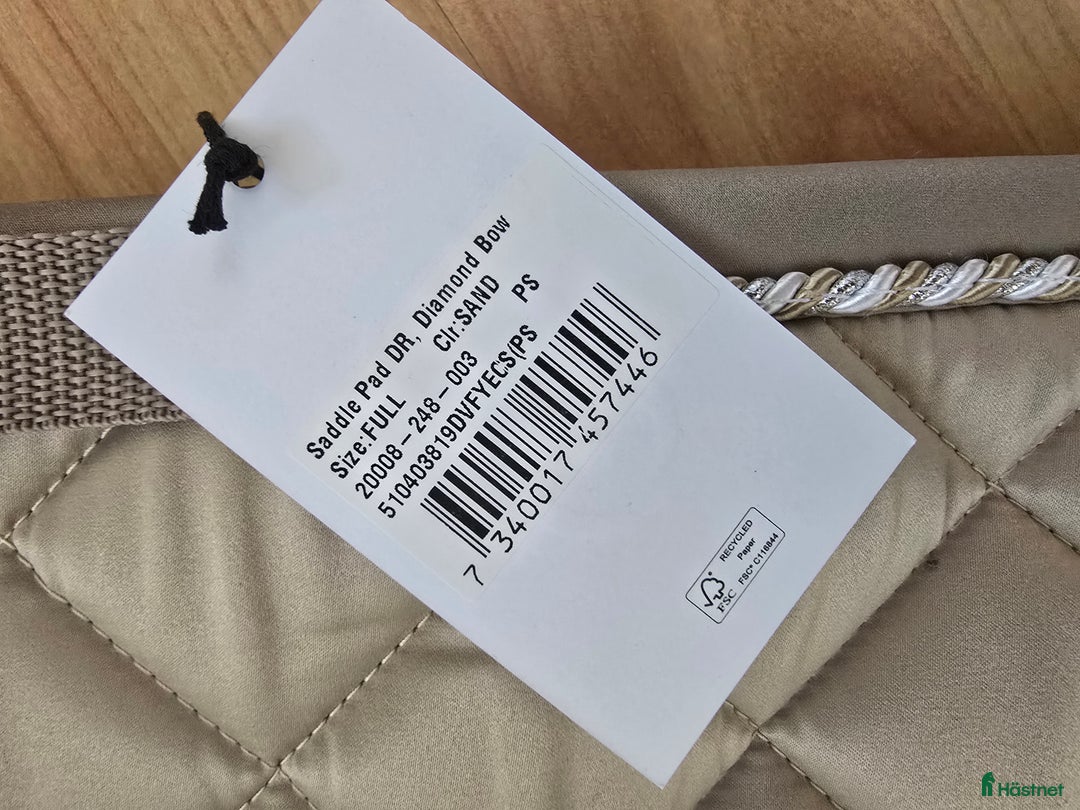 Saddle Pad DR, Diamond Bow
Size:FULL Clr:SAND
20008-248-003 PS
510403819DVFYECS(PS
7 340017 457446
RECYCLED
Paper
FSC® C116844
FSC
Hästnet